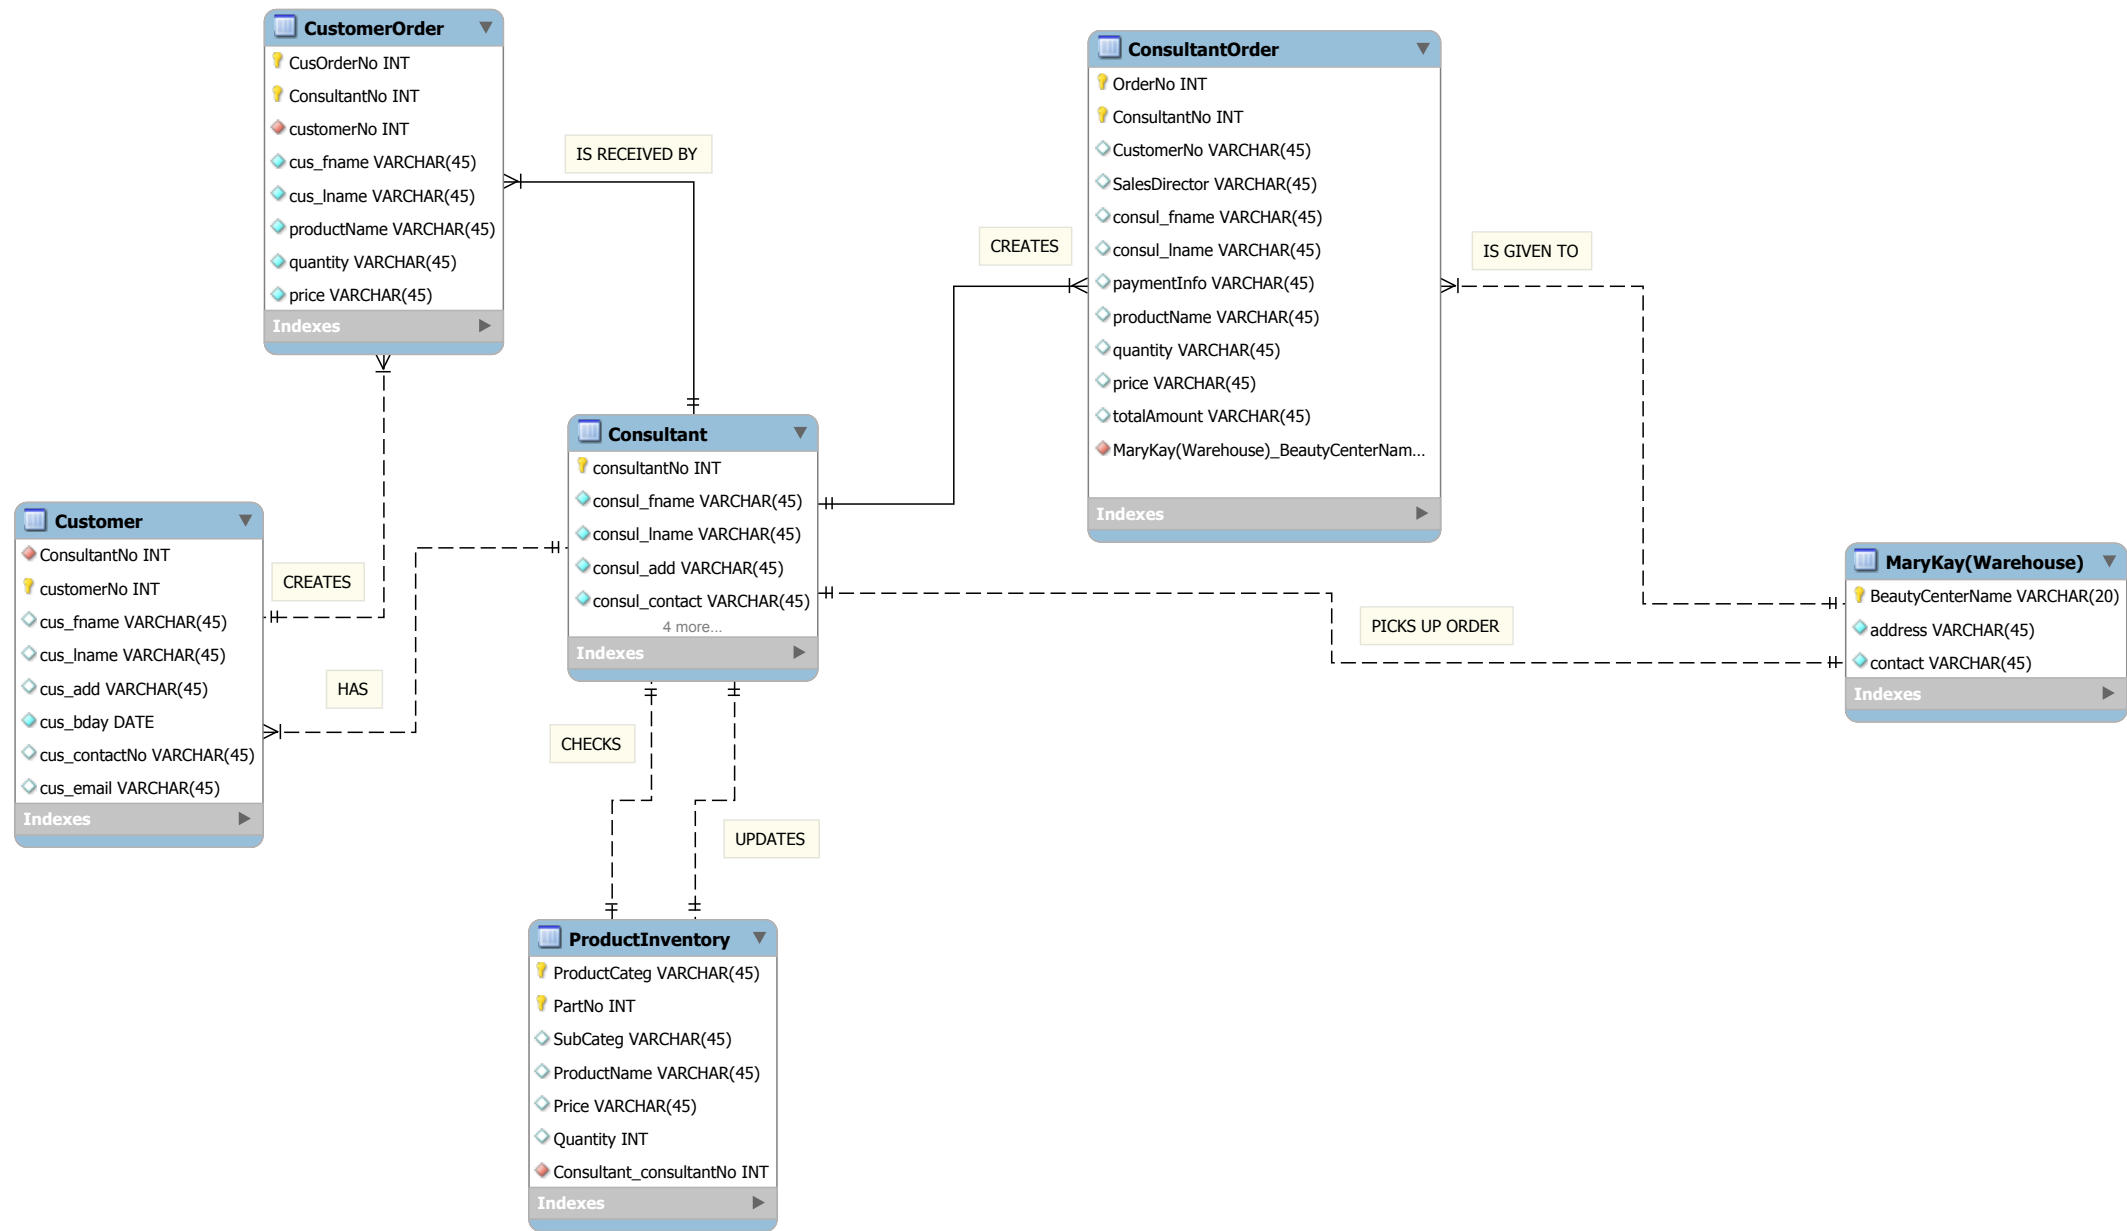 CustomerOrder
CusOrderNo INT
ConsultantNo INT
customerNo INT
cus_fname VARCHAR(45)
cus_lname VARCHAR(45)
productName VARCHAR(45)
quantity VARCHAR(45)
price VARCHAR(45)
Indexes
IS RECEIVED BY
ConsultantOrder
OrderNo INT
ConsultantNo INT
CustomerNo VARCHAR(45)
SalesDirector VARCHAR(45)
consul_fname VARCHAR(45)
consul_lname VARCHAR(45)
paymentInfo VARCHAR(45)
productName VARCHAR(45)
quantity VARCHAR(45)
price VARCHAR(45)
totalAmount VARCHAR(45)
MaryKay(Warehouse)_BeautyCenterNam...
Indexes
CREATES
IS GIVEN TO
Consultant
consultantNo INT
consul_fname VARCHAR(45)
consul_lname VARCHAR(45)
consul_add VARCHAR(45)
consul_contact VARCHAR(45)
4 more...
Indexes
Customer
ConsultantNo INT
customerNo INT
cus_fname VARCHAR(45)
cus_lname VARCHAR(45)
cus_add VARCHAR(45)
cus_bday DATE
cus_contactNo VARCHAR(45)
cus_email VARCHAR(45)
Indexes
CREATES
HAS
MaryKay(Warehouse)
BeautyCenterName VARCHAR(20)
address VARCHAR(45)
contact VARCHAR(45)
Indexes
PICKS UP ORDER
CHECKS
UPDATES
ProductInventory
ProductCateg VARCHAR(45)
PartNo INT
SubCateg VARCHAR(45)
ProductName VARCHAR(45)
Price VARCHAR(45)
Quantity INT
Consultant_consultantNo INT
Indexes